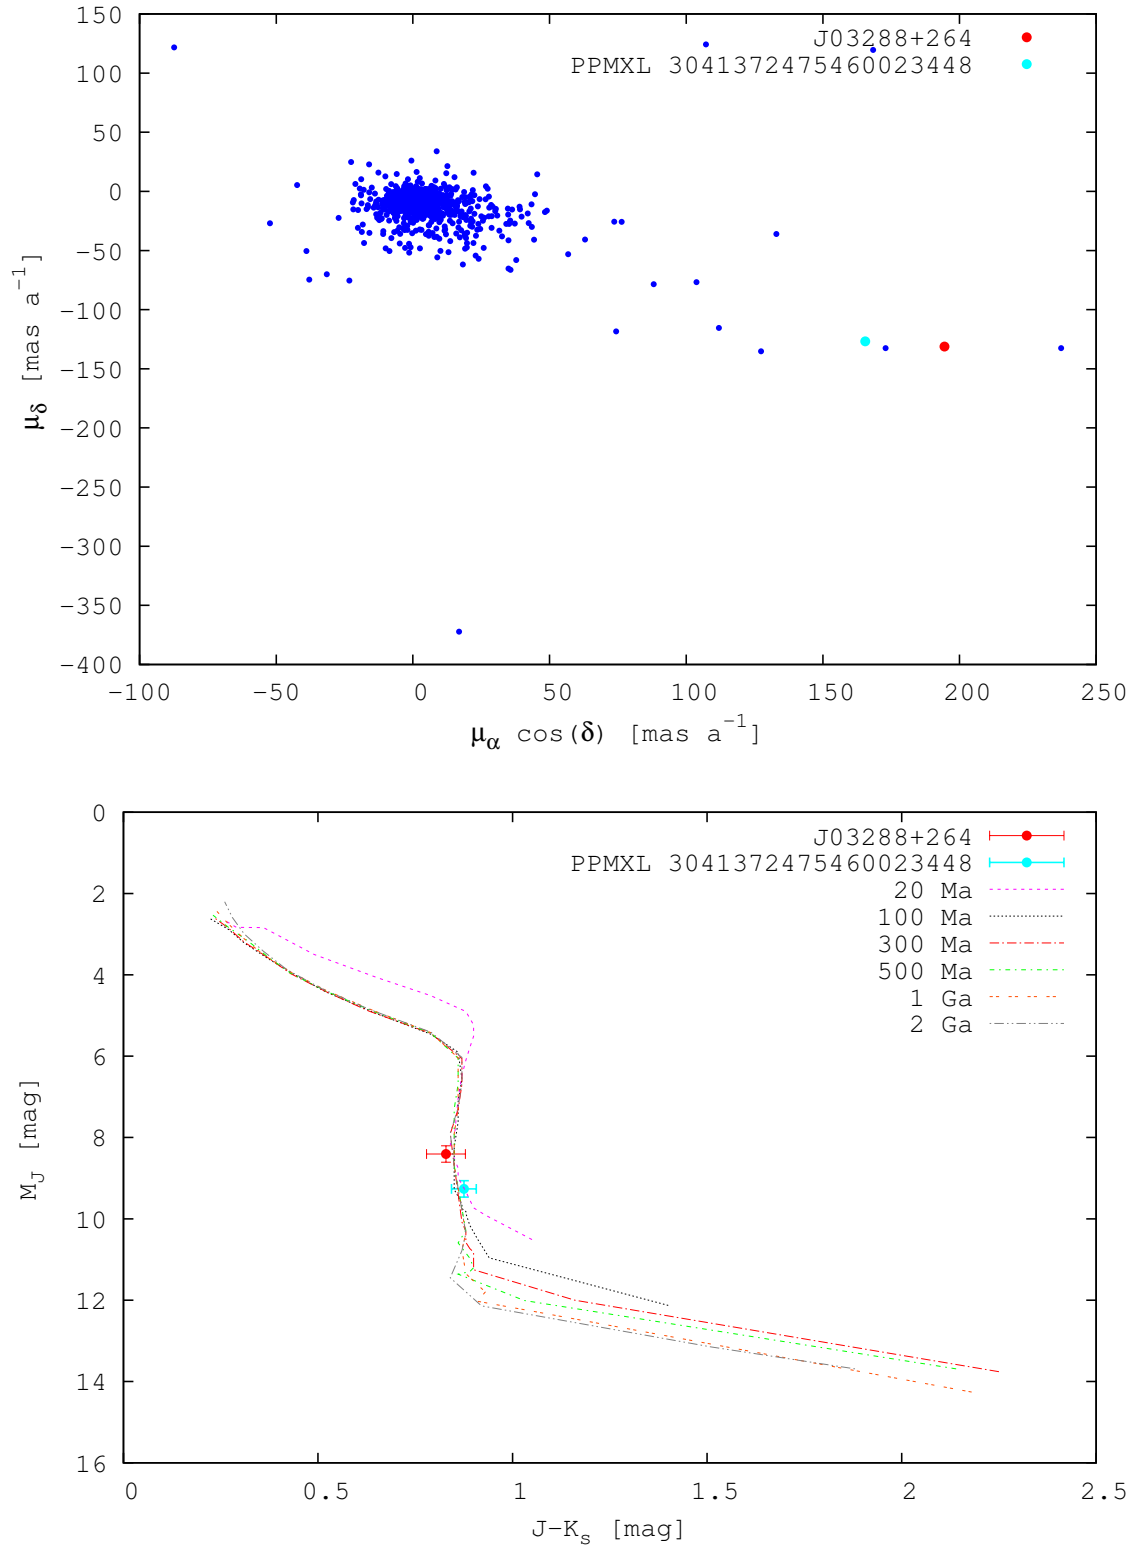 150
100
50
0
−50
−100
−150
−200
−250
−300
−350
−400
−100
−50
0
50
100
150
200
250
μδ [mas a−1]
μα cos(δ) [mas a−1]
J03288+264
PPMXL 3041372475460023448
0
2
4
6
8
10
12
14
16
0
0.5
1
1.5
2
2.5
MJ [mag]
J−Ks [mag]
J03288+264
PPMXL 3041372475460023448
20 Ma
100 Ma
300 Ma
500 Ma
1 Ga
2 Ga